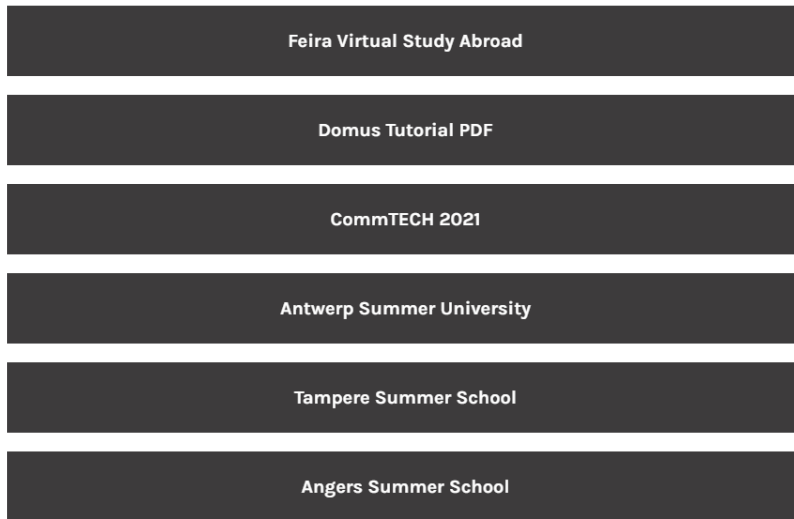 Feira Virtual Study Abroad
Domus Tutorial PDF
CommTECH 2021
Antwerp Summer University
Tampere Summer School
Angers Summer School